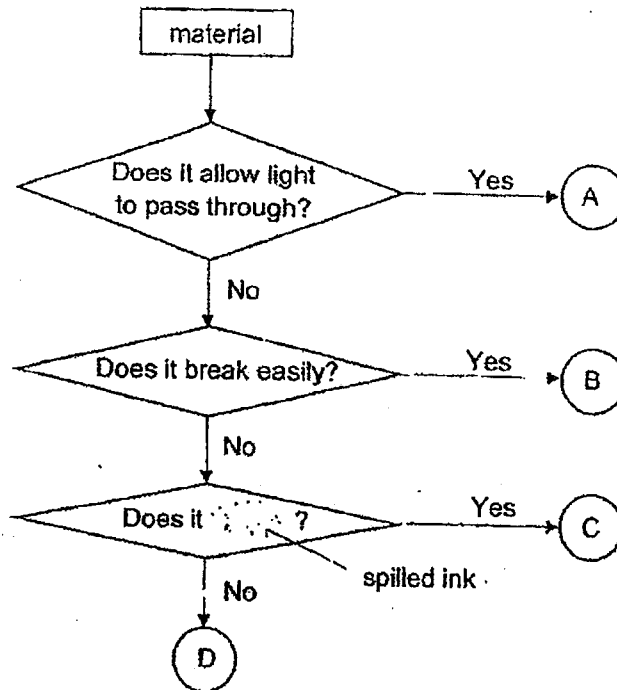 material
Does it allow light
to pass through?
Yes
A
No
Does it break easily?
Yes
B
No
Does it ?
Yes
C
spilled ink
No
D